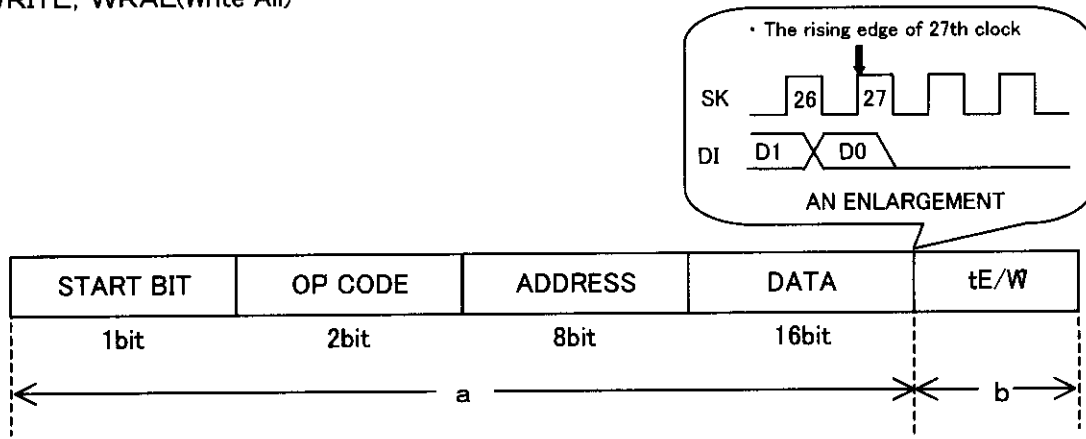 WRITE, WRAL(Write All)
・The rising edge of 27th clock
SK 26 27
DI D1 D0
AN ENLARGEMENT
START BIT OP CODE ADDRESS DATA tE/W
1bit 2bit 8bit 16bit
a b